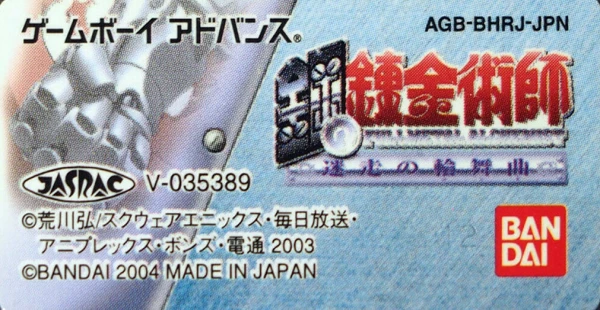 ゲームボーイ アドバンス®
AGB-BHRJ-JPN
鋼の錬金術師
FULLMETAL ALCHEMIST
迷走の輪舞曲
JASRAC V-035389
©荒川弘/スクウェアエニックス・毎日放送・
アニプレックス・ボンズ・電通 2003
©BANDAI 2004 MADE IN JAPAN
BAN
DAI
12